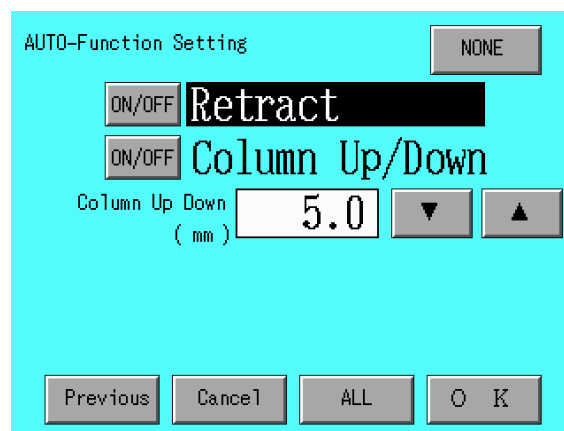 AUTO-Function Setting
NONE
ON/OFF Retract
ON/OFF Column Up/Down
Column Up Down 5.0 ▼ ▲
( mm )
Previous Cancel ALL O K